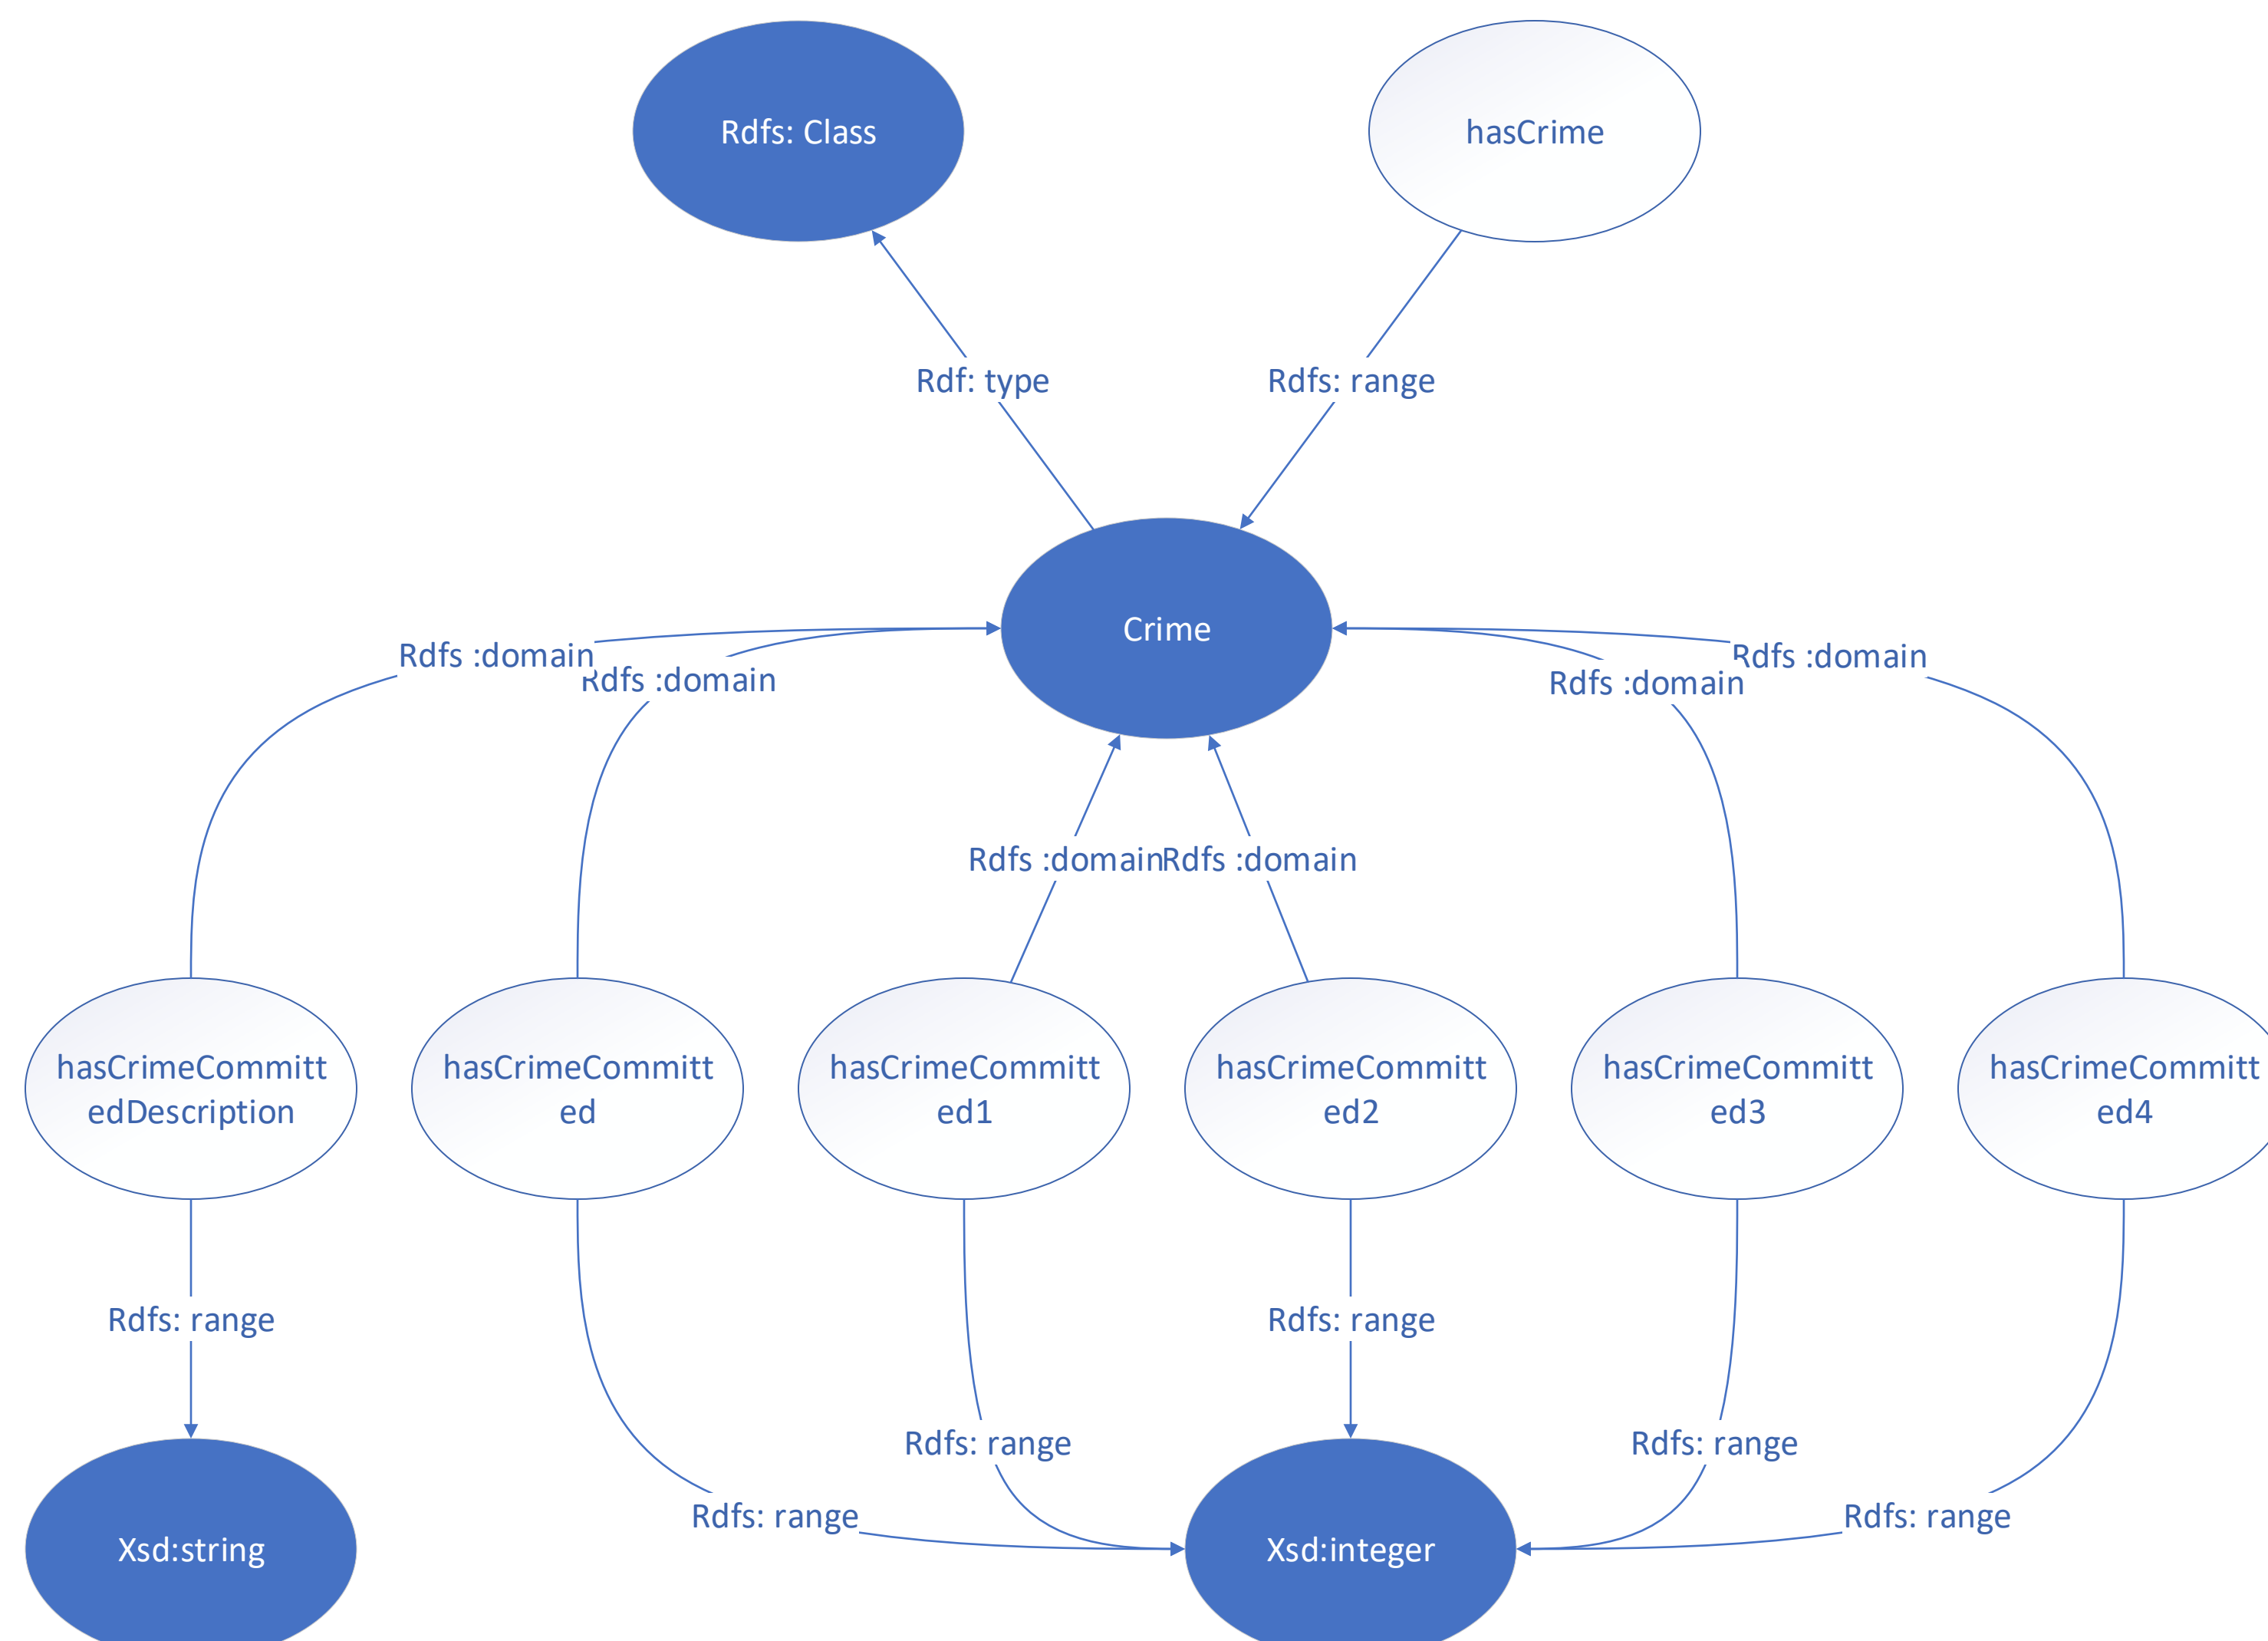 Rdfs: Class
hasCrime
Rdf: type
Rdfs: range
Crime
Rdfs :domain
Rdfs :domain
Rdfs :domain
Rdfs :domain
Rdfs :domain
Rdfs :domain
hasCrimeCommitt
edDescription
hasCrimeCommitt
ed
hasCrimeCommitt
ed1
hasCrimeCommitt
ed2
hasCrimeCommitt
ed3
hasCrimeCommitt
ed4
Rdfs: range
Rdfs: range
Rdfs: range
Rdfs: range
Rdfs: range
Rdfs: range
Xsd:string
Xsd:integer